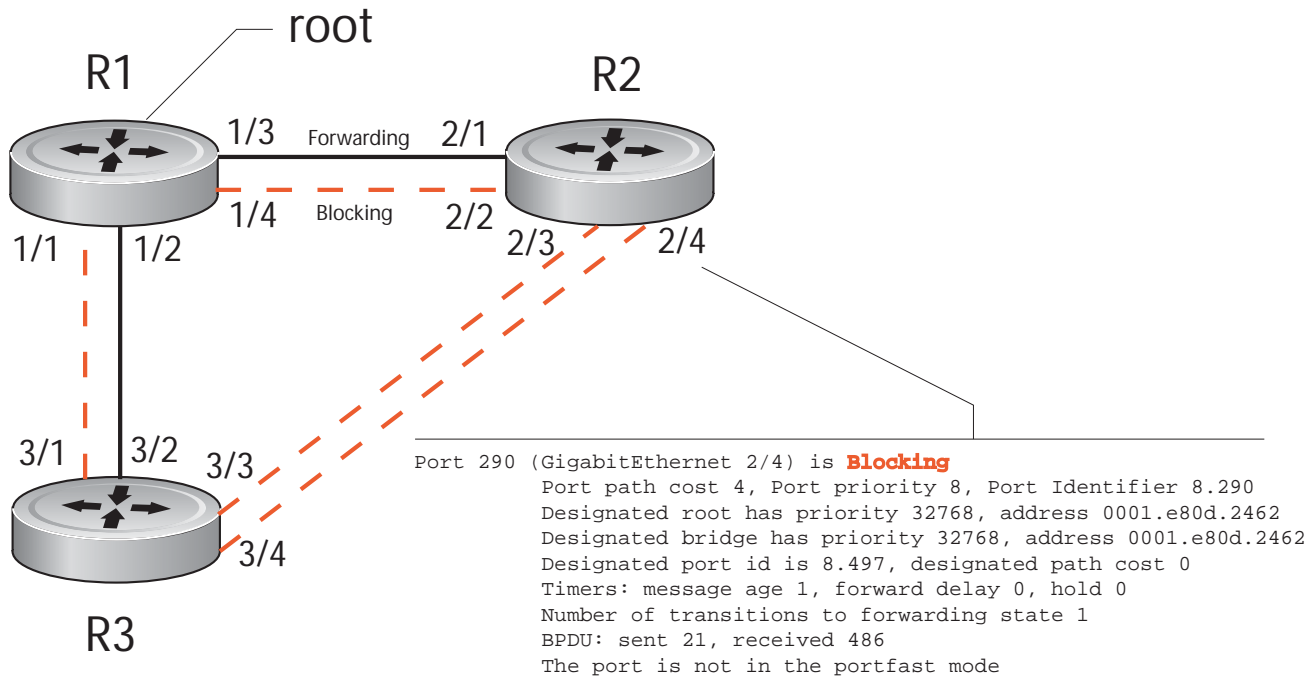 root
R1
R2
1/3 Forwarding 2/1
1/4 Blocking 2/2
1/1 1/2
2/3 2/4
3/1 3/2
3/3
3/4
R3
Port 290 (GigabitEthernet 2/4) is Blocking
Port path cost 4, Port priority 8, Port Identifier 8.290
Designated root has priority 32768, address 0001.e80d.2462
Designated bridge has priority 32768, address 0001.e80d.2462
Designated port id is 8.497, designated path cost 0
Timers: message age 1, forward delay 0, hold 0
Number of transitions to forwarding state 1
BPDU: sent 21, received 486
The port is not in the portfast mode